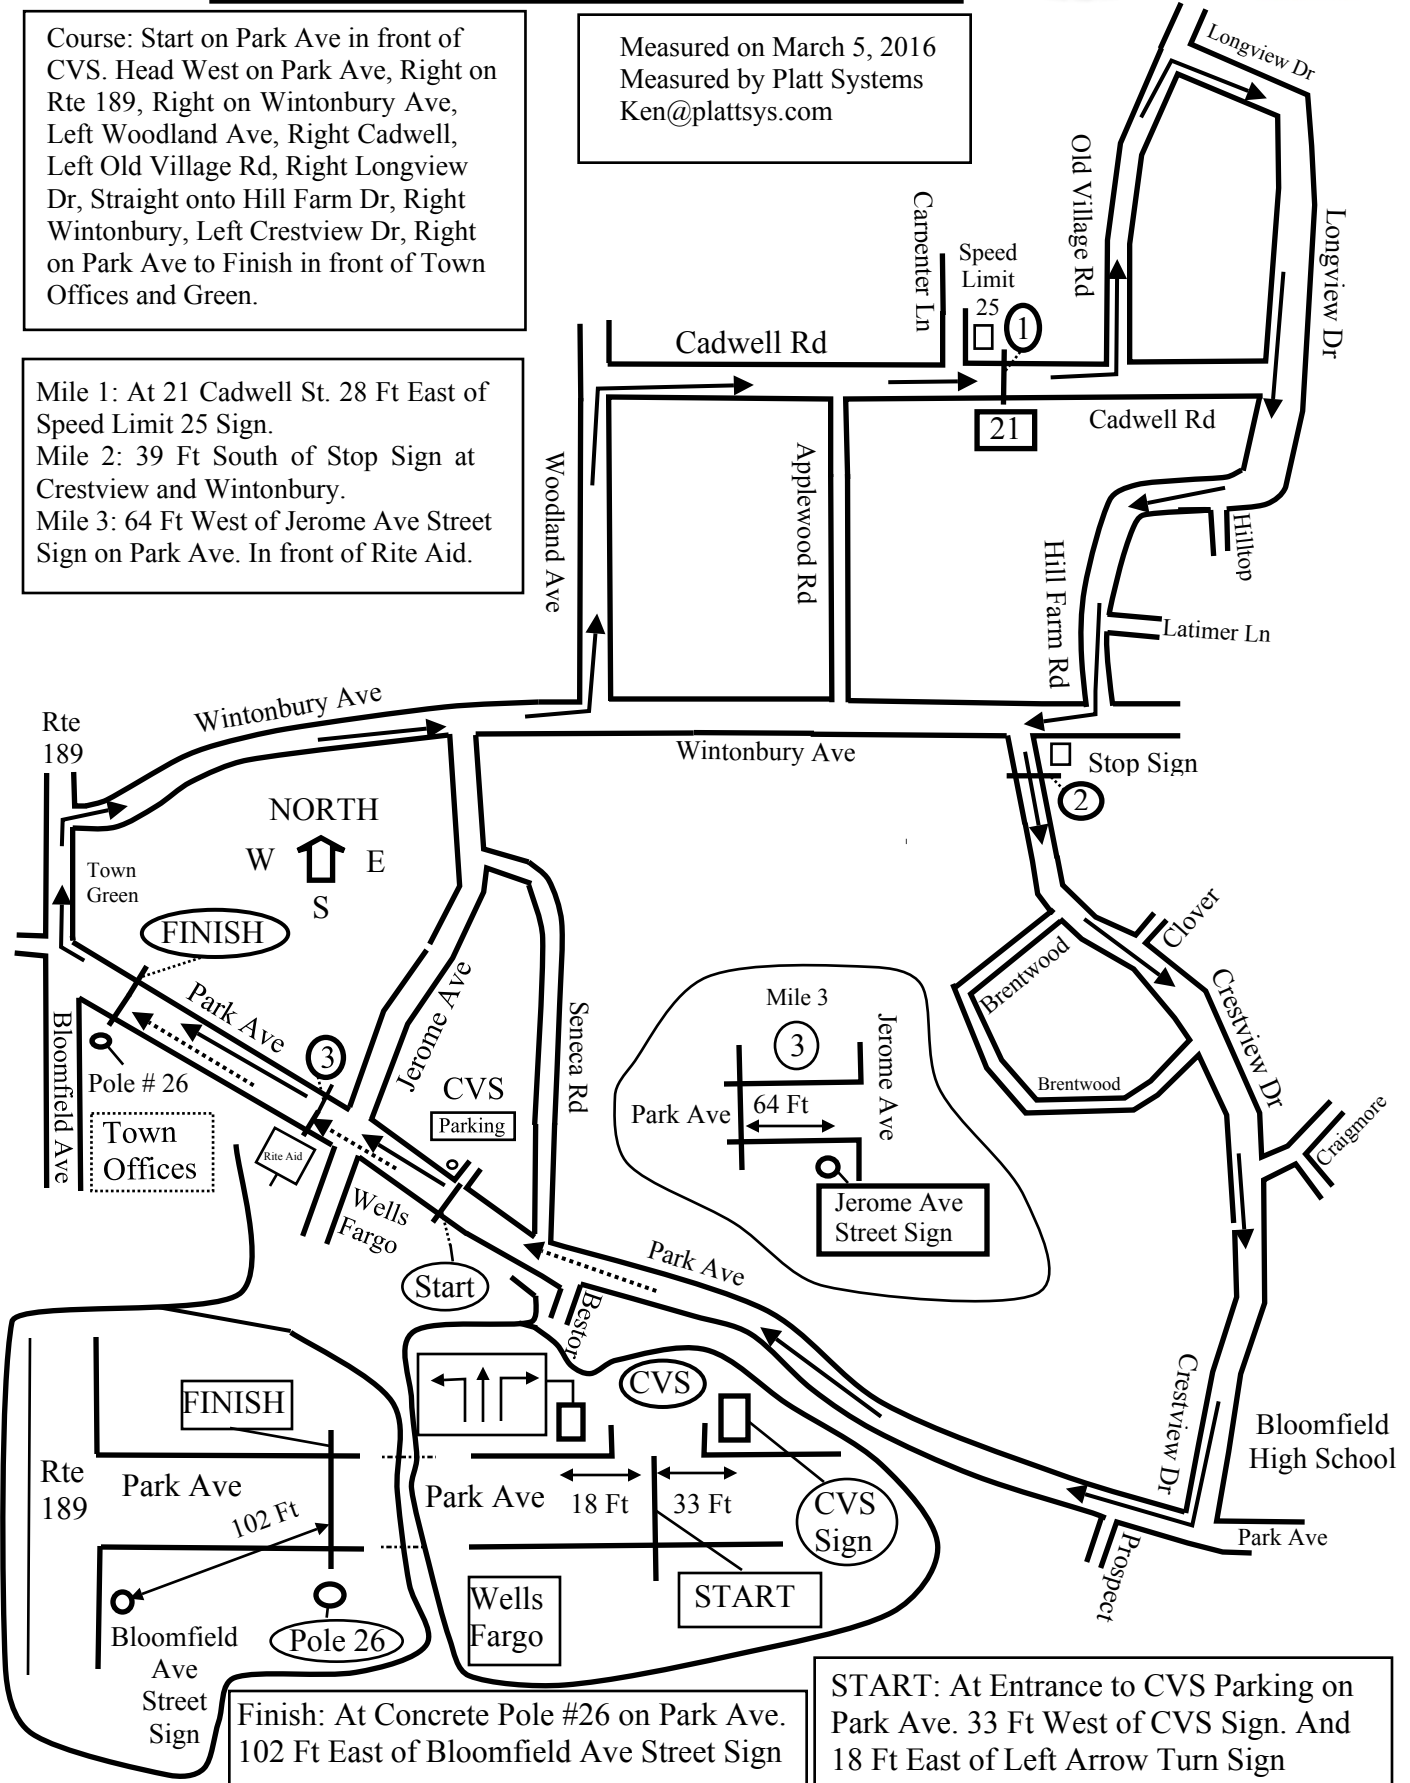 Course: Start on Park Ave in front of
CVS. Head West on Park Ave, Right on
Rte 189, Right on Wintonbury Ave,
Left Woodland Ave, Right Cadwell,
Left Old Village Rd, Right Longview
Dr, Straight onto Hill Farm Dr, Right
Wintonbury, Left Crestview Dr, Right
on Park Ave to Finish in front of Town
Offices and Green.
Measured on March 5, 2016
Measured by Platt Systems
Ken@plattsys.com
Longview Dr
Old Village Rd
Longview Dr
Carpenter Ln
Speed
Limit
25
1
Cadwell Rd
Mile 1: At 21 Cadwell St. 28 Ft East of
Speed Limit 25 Sign.
Mile 2: 39 Ft South of Stop Sign at
Crestview and Wintonbury.
Mile 3: 64 Ft West of Jerome Ave Street
Sign on Park Ave. In front of Rite Aid.
21
Cadwell Rd
Woodland Ave
Applewood Rd
Hill Farm Rd
Hilltop
Latimer Ln
Rte
189
Wintonbury Ave
Wintonbury Ave
Stop Sign
2
NORTH
W E
S
Town
Green
FINISH
Park Ave
Jerome Ave
Seneca Rd
Clover
Brentwood
Brentwood
Crestview Dr
Craigmore
Mile 3
3
Jerome Ave
Park Ave
64 Ft
Jerome Ave
Street Sign
3
CVS
Parking
Bloomfield Ave
Pole # 26
Town
Offices
Rite Aid
Wells
Fargo
Start
Park Ave
Bestor
Crestview Dr
Bloomfield
High School
Park Ave
Prospect
FINISH
Rte
189
Park Ave
102 Ft
Bloomfield
Ave
Street
Sign
Pole 26
CVS
Park Ave
18 Ft
33 Ft
CVS
Sign
START
Wells
Fargo
Finish: At Concrete Pole #26 on Park Ave.
102 Ft East of Bloomfield Ave Street Sign
START: At Entrance to CVS Parking on
Park Ave. 33 Ft West of CVS Sign. And
18 Ft East of Left Arrow Turn Sign